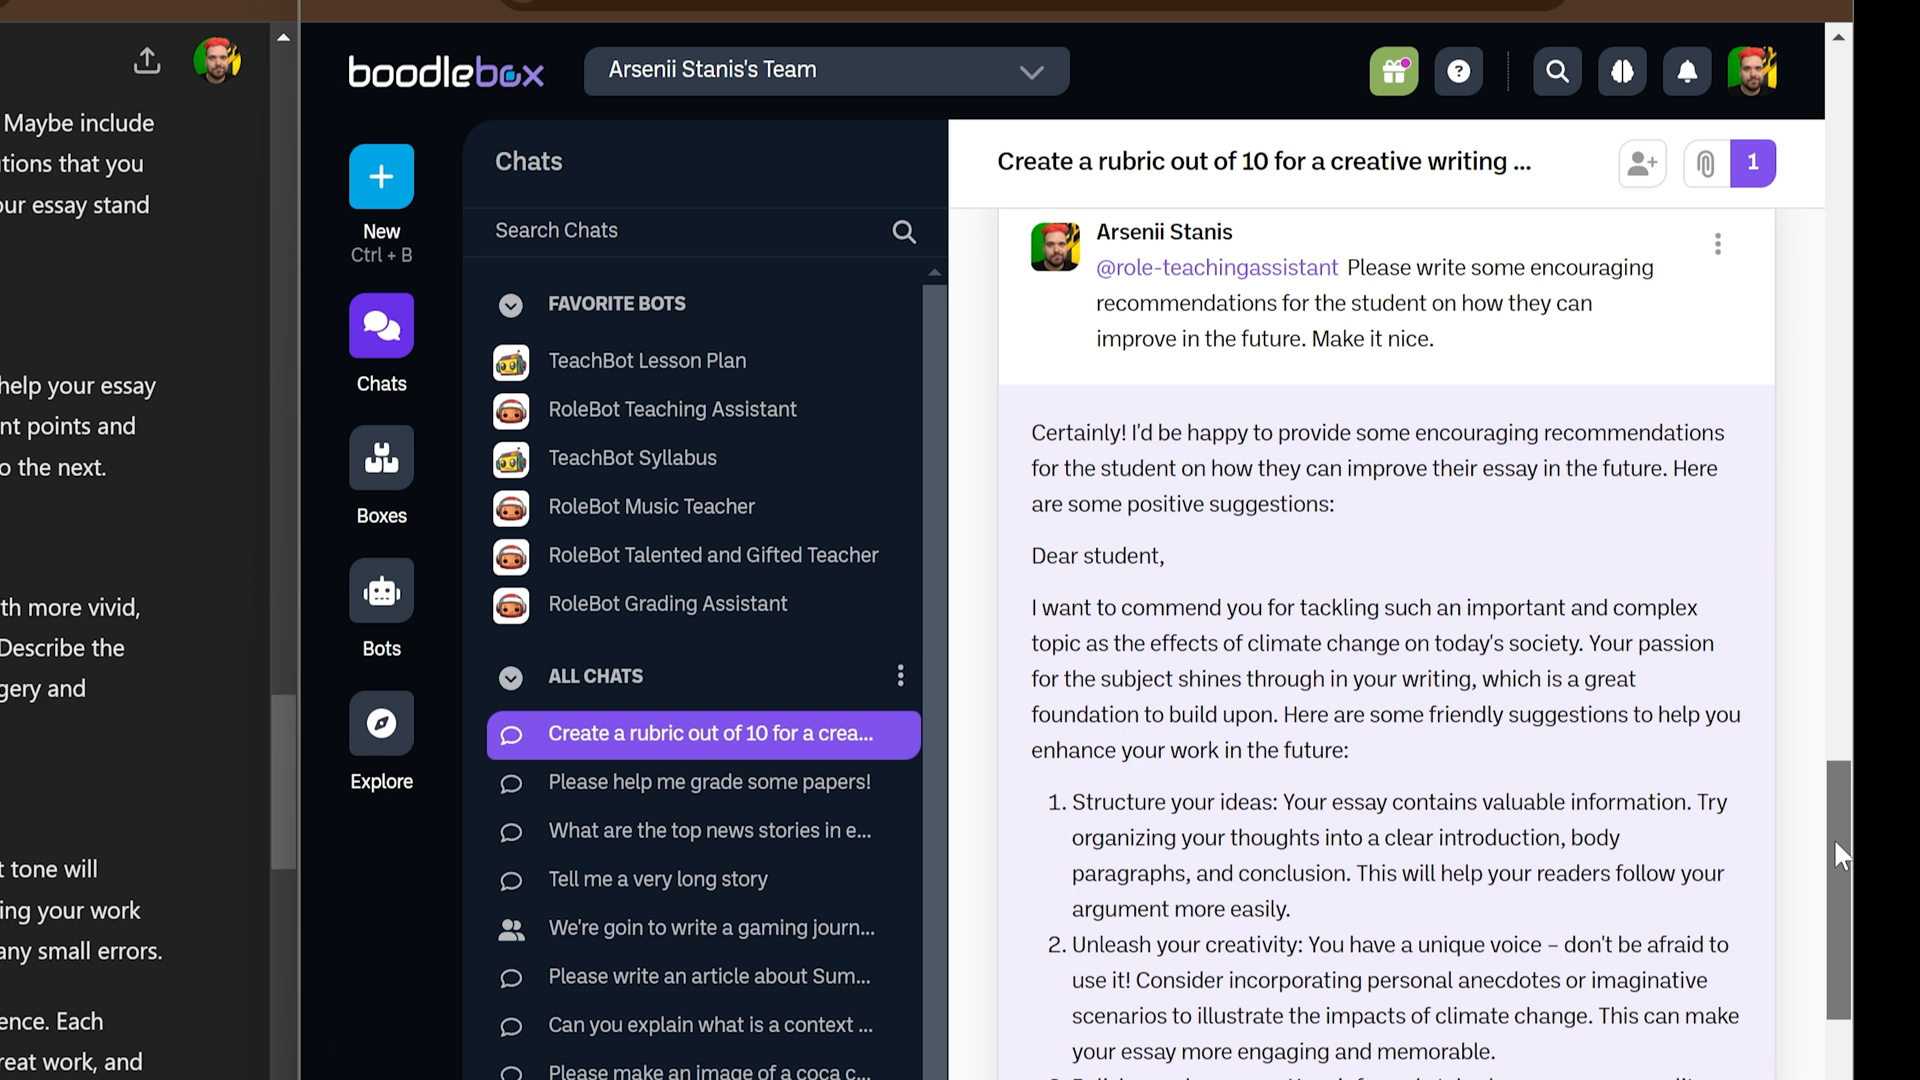 Maybe include
tions that you
our essay stand
help your essay
nt points and
o the next.
th more vivid,
Describe the
gery and
t tone will
ing your work
any small errors.
ence. Each
reat work, and
boodlebox
Arsenii Stanis's Team
New
Ctrl + B
Chats
Boxes
Bots
Explore
Chats
Search Chats
FAVORITE BOTS
TeachBot Lesson Plan
RoleBot Teaching Assistant
TeachBot Syllabus
RoleBot Music Teacher
RoleBot Talented and Gifted Teacher
RoleBot Grading Assistant
ALL CHATS
Create a rubric out of 10 for a crea...
Please help me grade some papers!
What are the top news stories in e...
Tell me a very long story
We're goin to write a gaming journ...
Please write an article about Sum...
Can you explain what is a context ...
Please make an image of a coca c...
Create a rubric out of 10 for a creative writing ...
1
Arsenii Stanis
@role-teachingassistant Please write some encouraging
recommendations for the student on how they can
improve in the future. Make it nice.
Certainly! I'd be happy to provide some encouraging recommendations
for the student on how they can improve their essay in the future. Here
are some positive suggestions:
Dear student,
I want to commend you for tackling such an important and complex
topic as the effects of climate change on today's society. Your passion
for the subject shines through in your writing, which is a great
foundation to build upon. Here are some friendly suggestions to help you
enhance your work in the future:
1. Structure your ideas: Your essay contains valuable information. Try
organizing your thoughts into a clear introduction, body
paragraphs, and conclusion. This will help your readers follow your
argument more easily.
2. Unleash your creativity: You have a unique voice – don't be afraid to
use it! Consider incorporating personal anecdotes or imaginative
scenarios to illustrate the impacts of climate change. This can make
your essay more engaging and memorable.